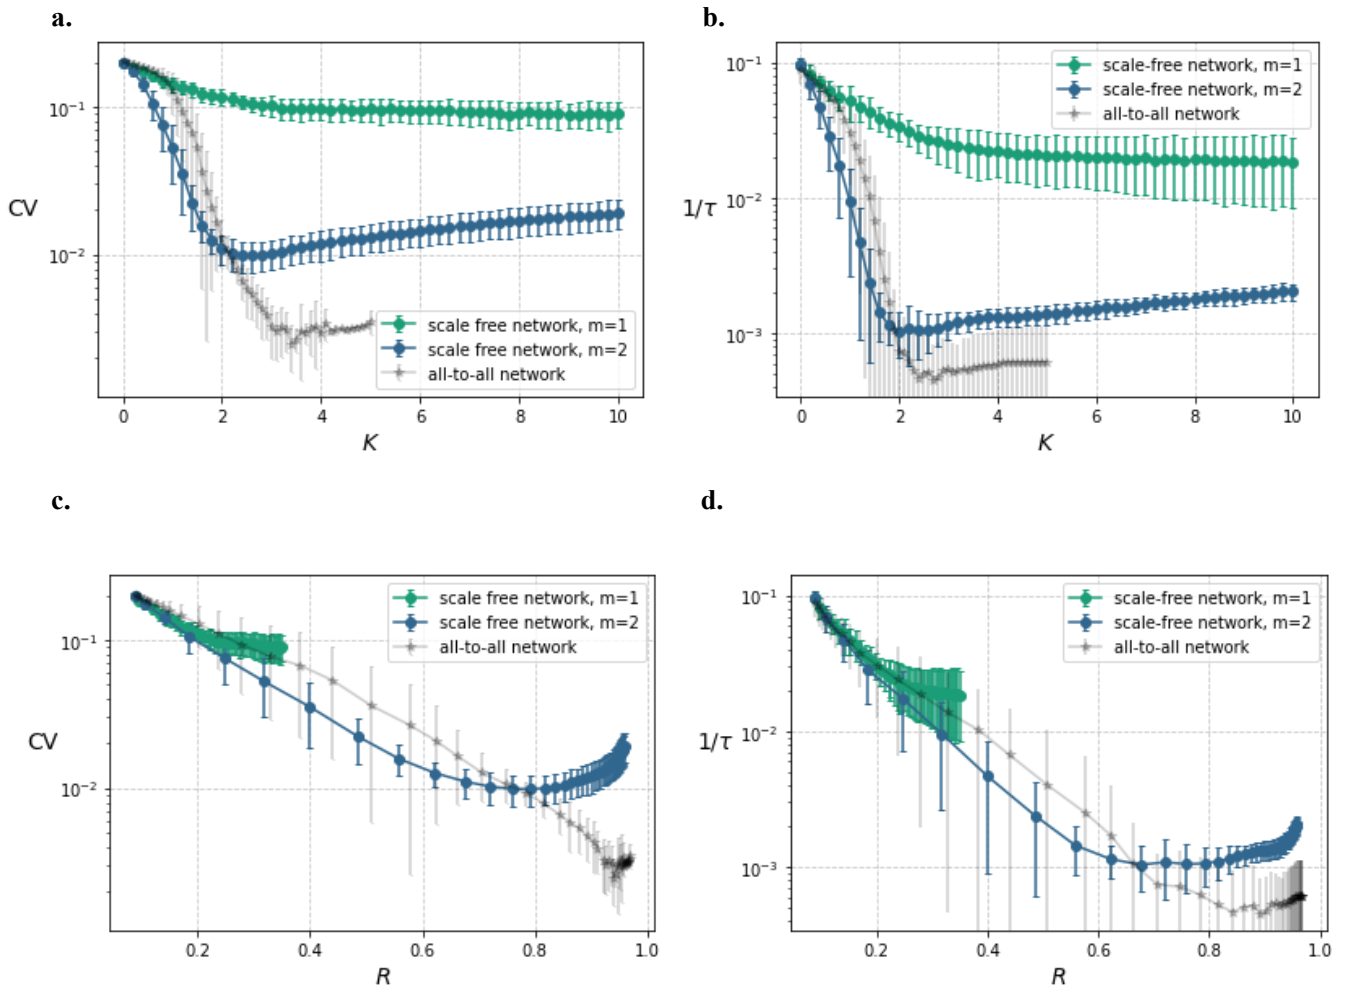 a.
CV
10⁻¹
10⁻²
scale free network, m=1
scale free network, m=2
all-to-all network
0 2 4 6 8 10
K
b.
1/τ
10⁻¹
10⁻²
10⁻³
scale-free network, m=1
scale-free network, m=2
all-to-all network
0 2 4 6 8 10
K
c.
CV
10⁻¹
10⁻²
scale free network, m=1
scale free network, m=2
all-to-all network
0.2 0.4 0.6 0.8 1.0
R
d.
1/τ
10⁻¹
10⁻²
10⁻³
scale-free network, m=1
scale-free network, m=2
all-to-all network
0.2 0.4 0.6 0.8 1.0
R